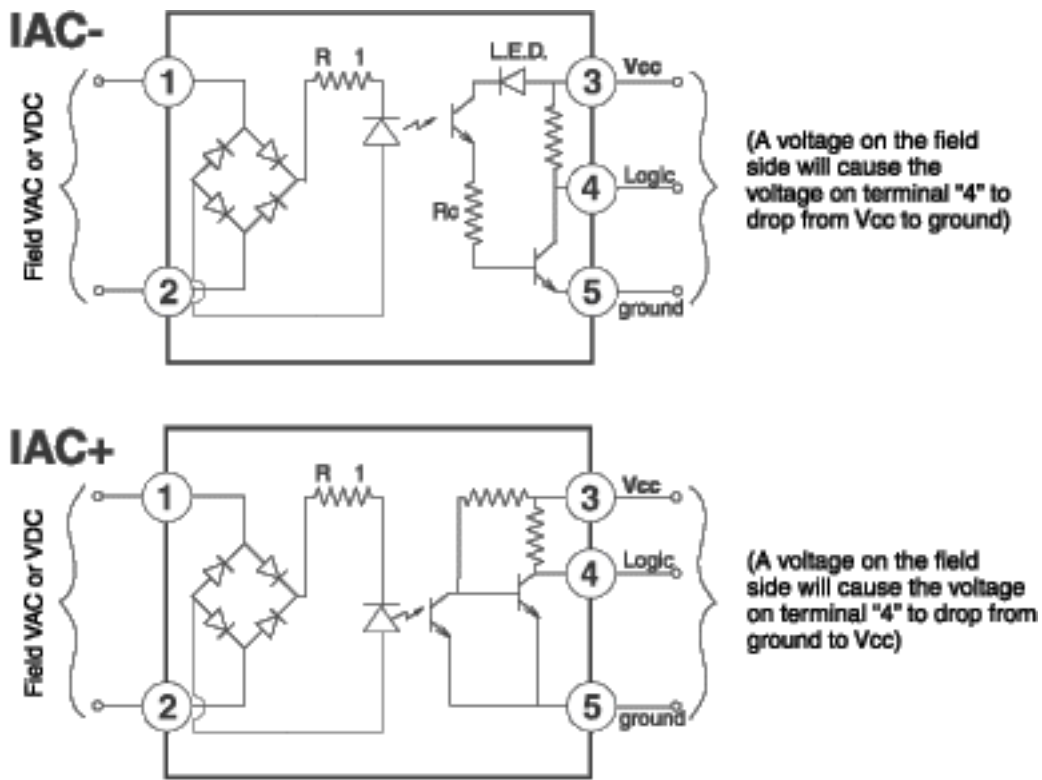 IAC-
Field VAC or VDC
1
2
R 1
L.E.D.
Rc
3
Vcc
4
Logic
5
ground
(A voltage on the field
side will cause the
voltage on terminal "4" to
drop from Vcc to ground)
IAC+
Field VAC or VDC
1
2
R 1
3
Vcc
4
Logic
5
ground
(A voltage on the field
side will cause the voltage
on terminal "4" to drop from
ground to Vcc)